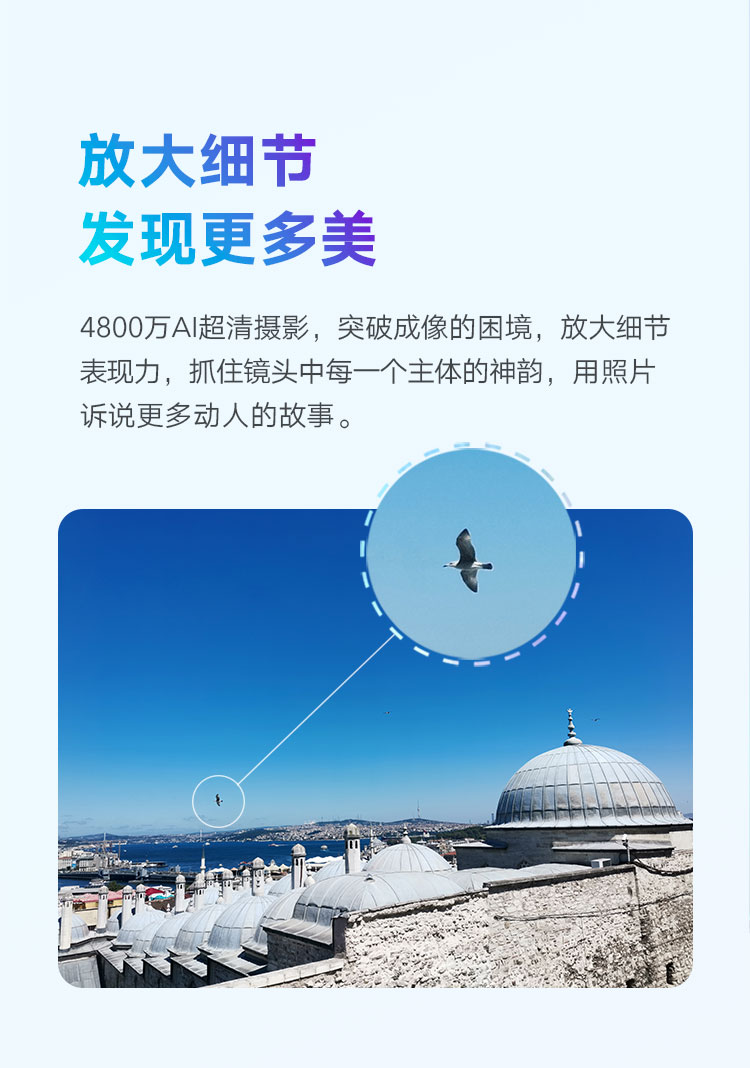 放大细节
发现更多美
4800万AI超清摄影，突破成像的困境，放大细节
表现力，抓住镜头中每一个主体的神韵，用照片
诉说更多动人的故事。